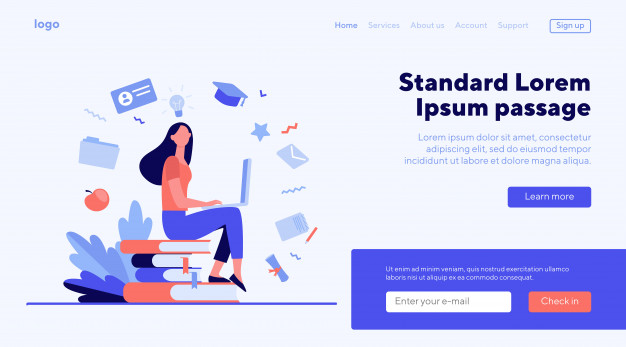 logo
Home Services About us Account Support Sign up
Standard Lorem
Ipsum passage
Lorem ipsum dolor sit amet, consectetur
adipiscing elit, sed do eiusmod tempor
incididunt ut labore et dolore magna aliqua.
Learn more
Ut enim ad minim veniam, quis nostrud exercitation ullamco
laboris nisi ut aliquip ex ea commodo consequat
Enter your e-mail Check in